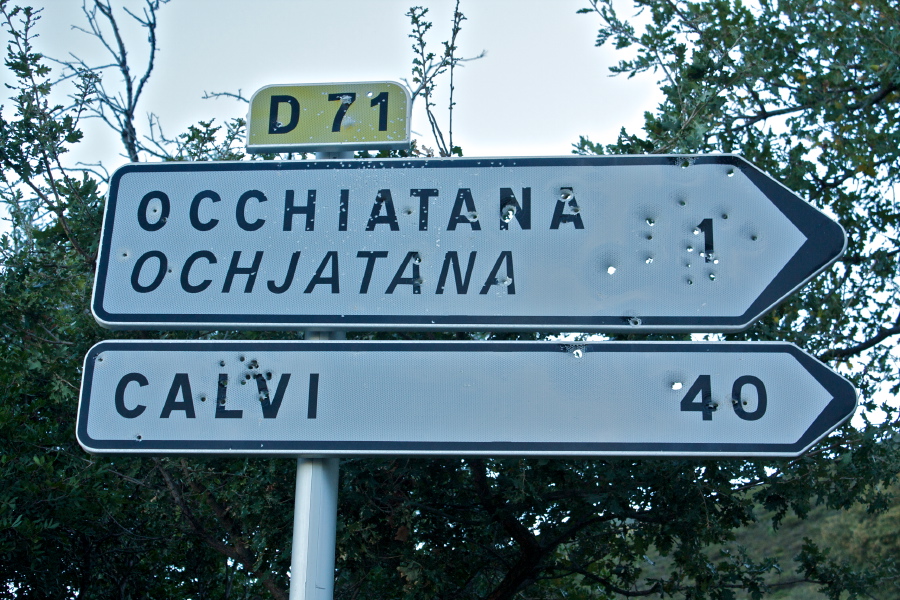 D 71
OCCHIATANA 1
OCHJATANA
CALVI 40